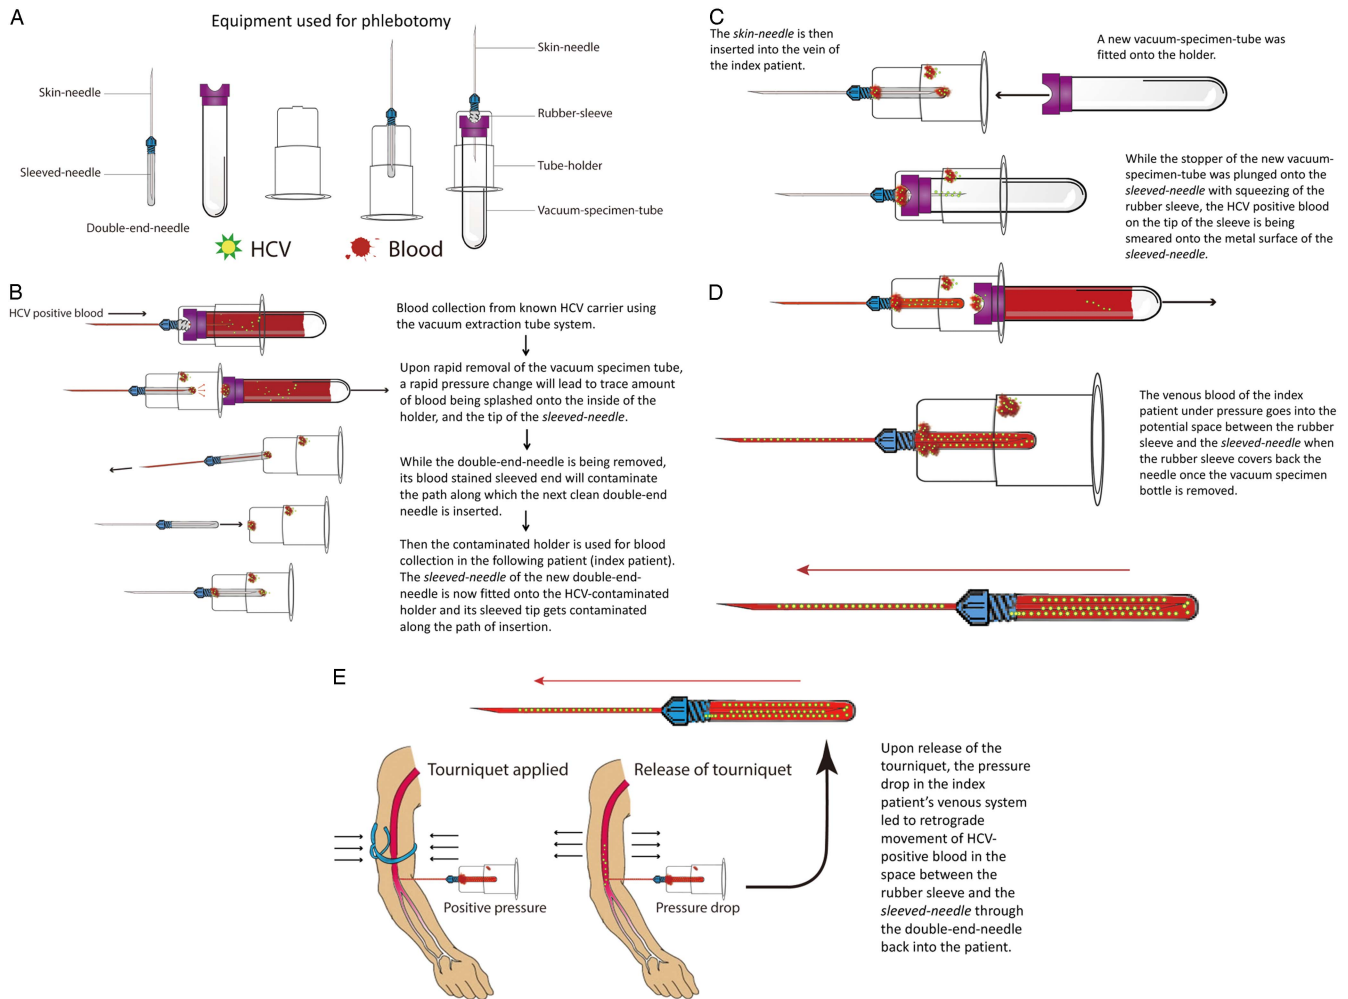 A
Equipment used for phlebotomy
Skin-needle
Sleeved-needle
Double-end-needle
Skin-needle
Rubber-sleeve
Tube-holder
Vacuum-specimen-tube
HCV
Blood
B
HCV positive blood
Blood collection from known HCV carrier using
the vacuum extraction tube system.
Upon rapid removal of the vacuum specimen tube,
a rapid pressure change will lead to trace amount
of blood being splashed onto the inside of the
holder, and the tip of the sleeved-needle.
While the double-end-needle is being removed,
its blood stained sleeved end will contaminate
the path along which the next clean double-end
needle is inserted.
Then the contaminated holder is used for blood
collection in the following patient (index patient).
The sleeved-needle of the new double-end-
needle is now fitted onto the HCV-contaminated
holder and its sleeved tip gets contaminated
along the path of insertion.
C
The skin-needle is then
inserted into the vein of
the index patient.
A new vacuum-specimen-tube was
fitted onto the holder.
While the stopper of the new vacuum-
specimen-tube was plunged onto the
sleeved-needle with squeezing of the
rubber sleeve, the HCV positive blood
on the tip of the sleeve is being
smeared onto the metal surface of the
sleeved-needle.
D
The venous blood of the index
patient under pressure goes into the
potential space between the rubber
sleeve and the sleeved-needle when
the rubber sleeve covers back the
needle once the vacuum specimen
bottle is removed.
E
Tourniquet applied
Release of tourniquet
Positive pressure
Pressure drop
Upon release of the
tourniquet, the pressure
drop in the index
patient's venous system
led to retrograde
movement of HCV-
positive blood in the
space between the
rubber sleeve and the
sleeved-needle through
the double-end-needle
back into the patient.